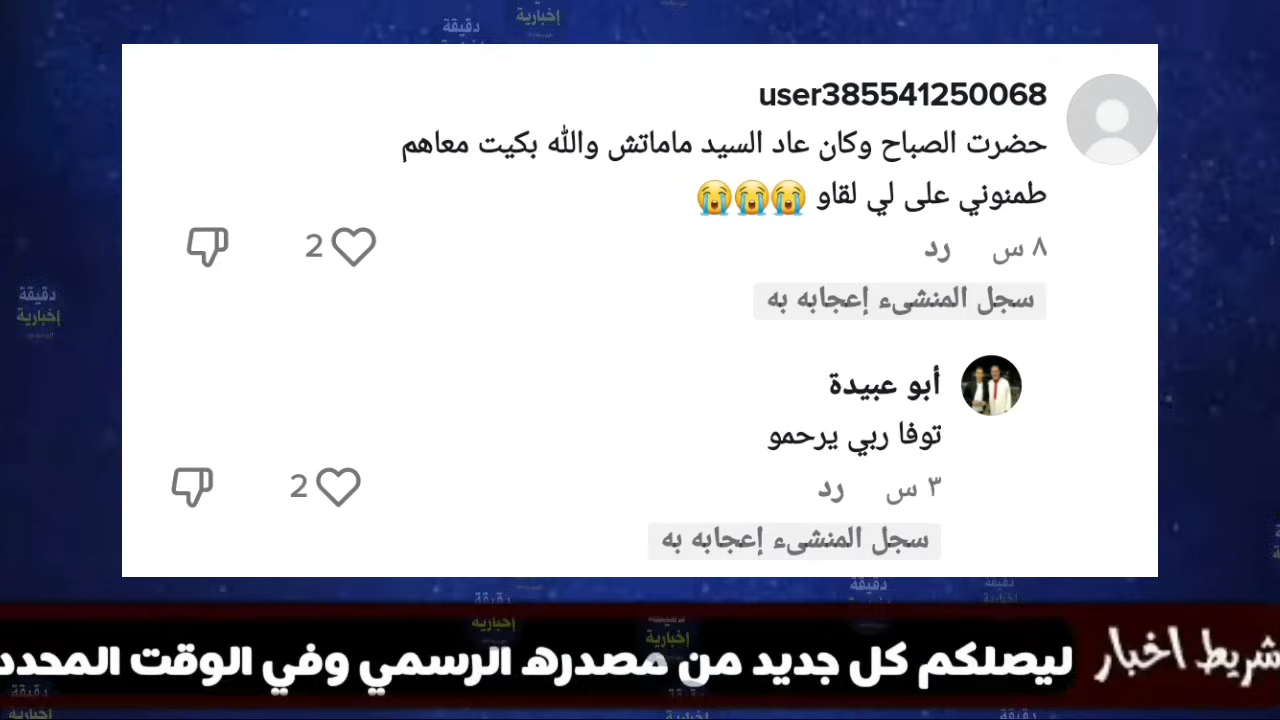 دقيقة
إخبارية
user385541250068
حضرت الصباح وكان عاد السيد ماماتش والله بكيت معاهم
طمنوني على لي لقاو 😭😭😭
٨ س رد 2
سجل المنشىء إعجابه به
أبو عبيدة
توفا ربي يرحمو
٣ س رد 2
سجل المنشىء إعجابه به
شريط اخبار
ليصلكم كل جديد من مصدره الرسمي وفي الوقت المحدد